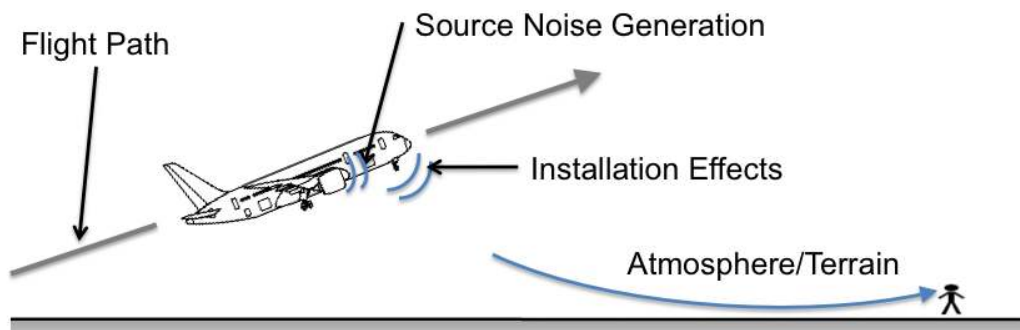 Source Noise Generation
Flight Path
Installation Effects
Atmosphere/Terrain